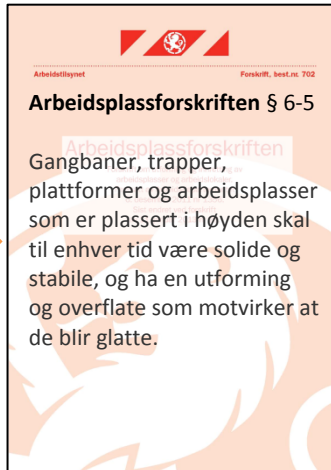 Arbeidstilsynet Forskrift, best.nr. 702
Arbeidsplassforskriften § 6-5
Arbeidsplassforskriften
Gangbaner, trapper,
plattformer og arbeidsplasser
som er plassert i høyden skal
til enhver tid være solide og
stabile, og ha en utforming
og overflate som motvirker at
de blir glatte.